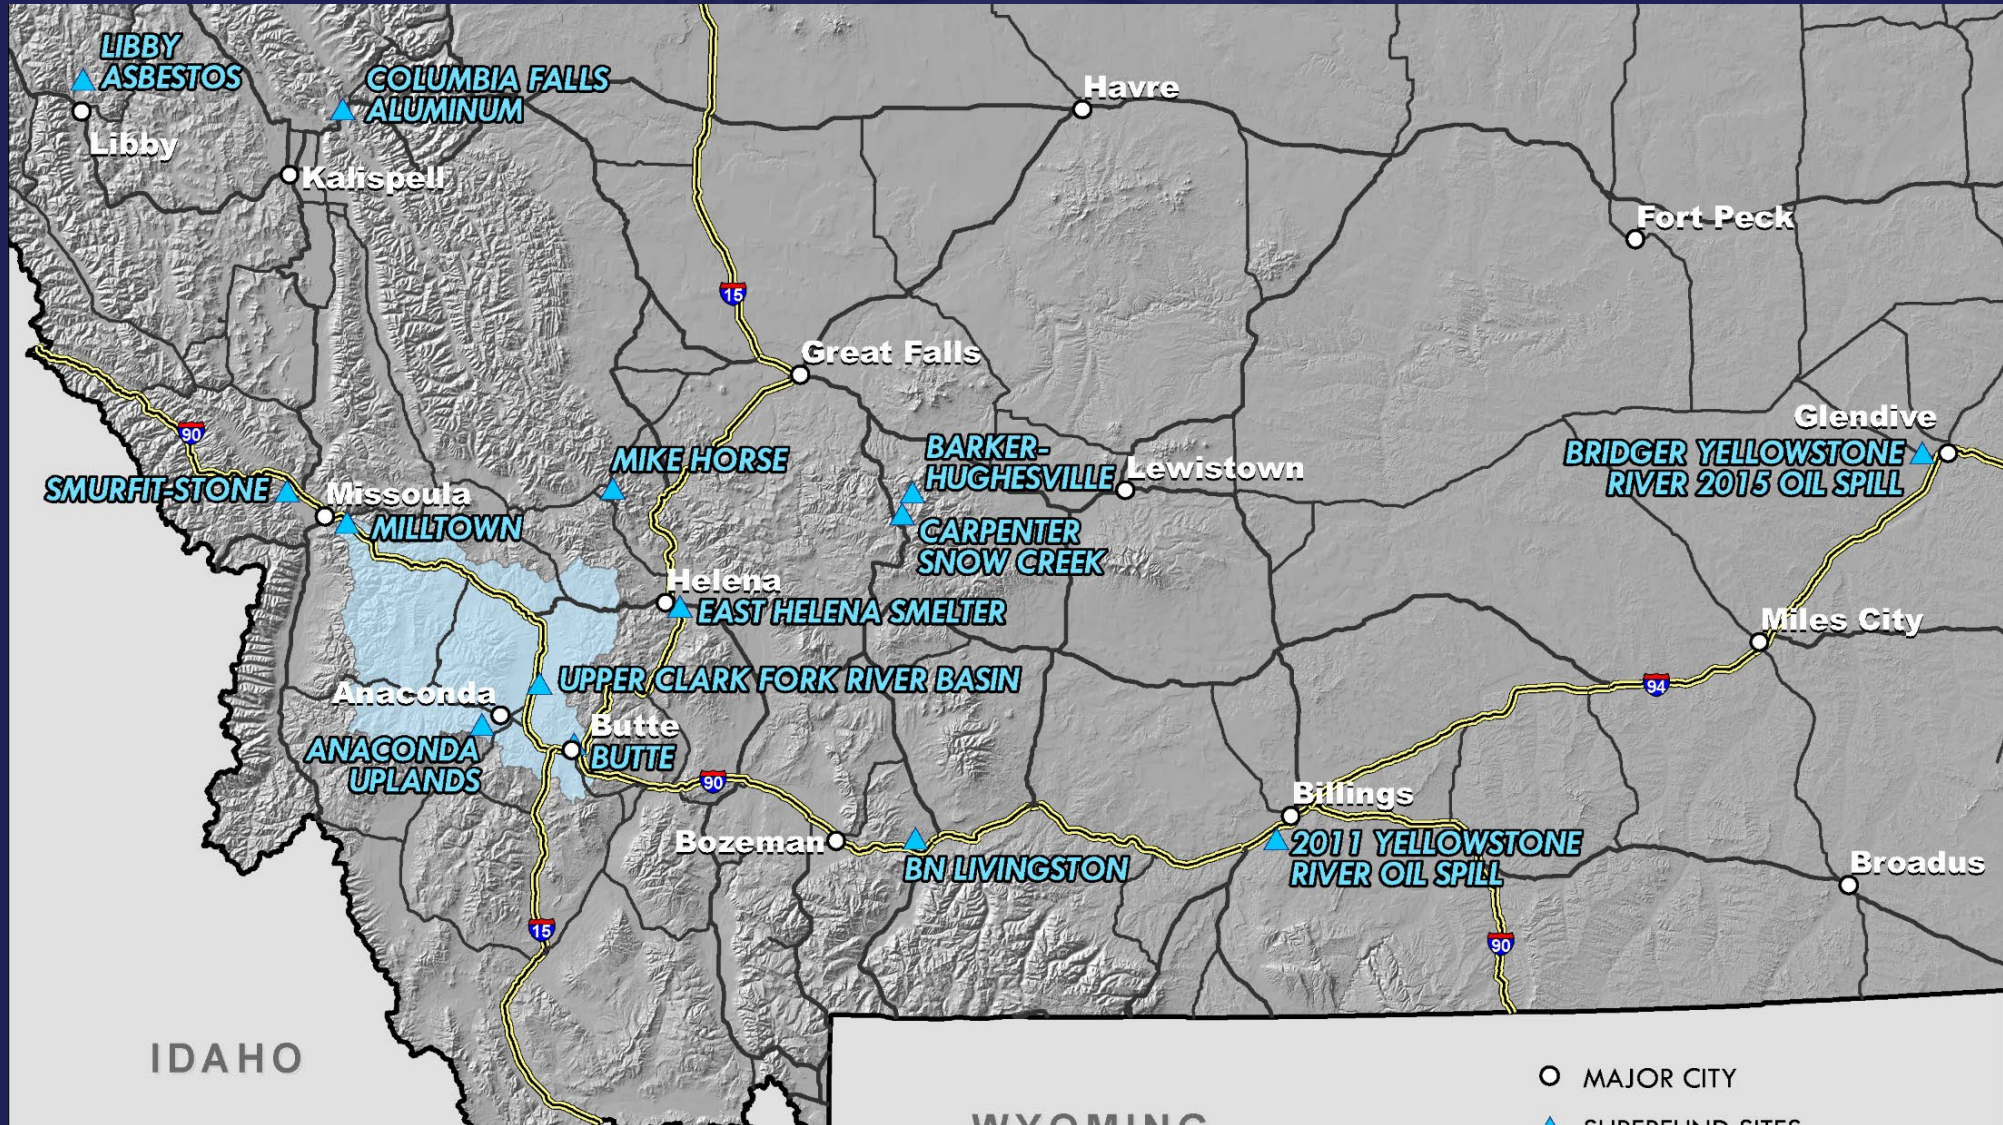 LIBBY
ASBESTOS
COLUMBIA FALLS
ALUMINUM
Havre
Libby
Kalispell
Fort Peck
15
Great Falls
Glendive
90
MIKE HORSE
BARKER-
HUGHESVILLE
Lewistown
BRIDGER YELLOWSTONE
RIVER 2015 OIL SPILL
SMURFIT-STONE
Missoula
MILLTOWN
CARPENTER
SNOW CREEK
Helena
EAST HELENA SMELTER
Miles City
UPPER CLARK FORK RIVER BASIN
94
Anaconda
Butte
ANACONDA
UPLANDS
BUTTE
90
Billings
Bozeman
2011 YELLOWSTONE
RIVER OIL SPILL
BN LIVINGSTON
Broadus
15
90
IDAHO
MAJOR CITY
WYOMING
SUPERFUND SITES